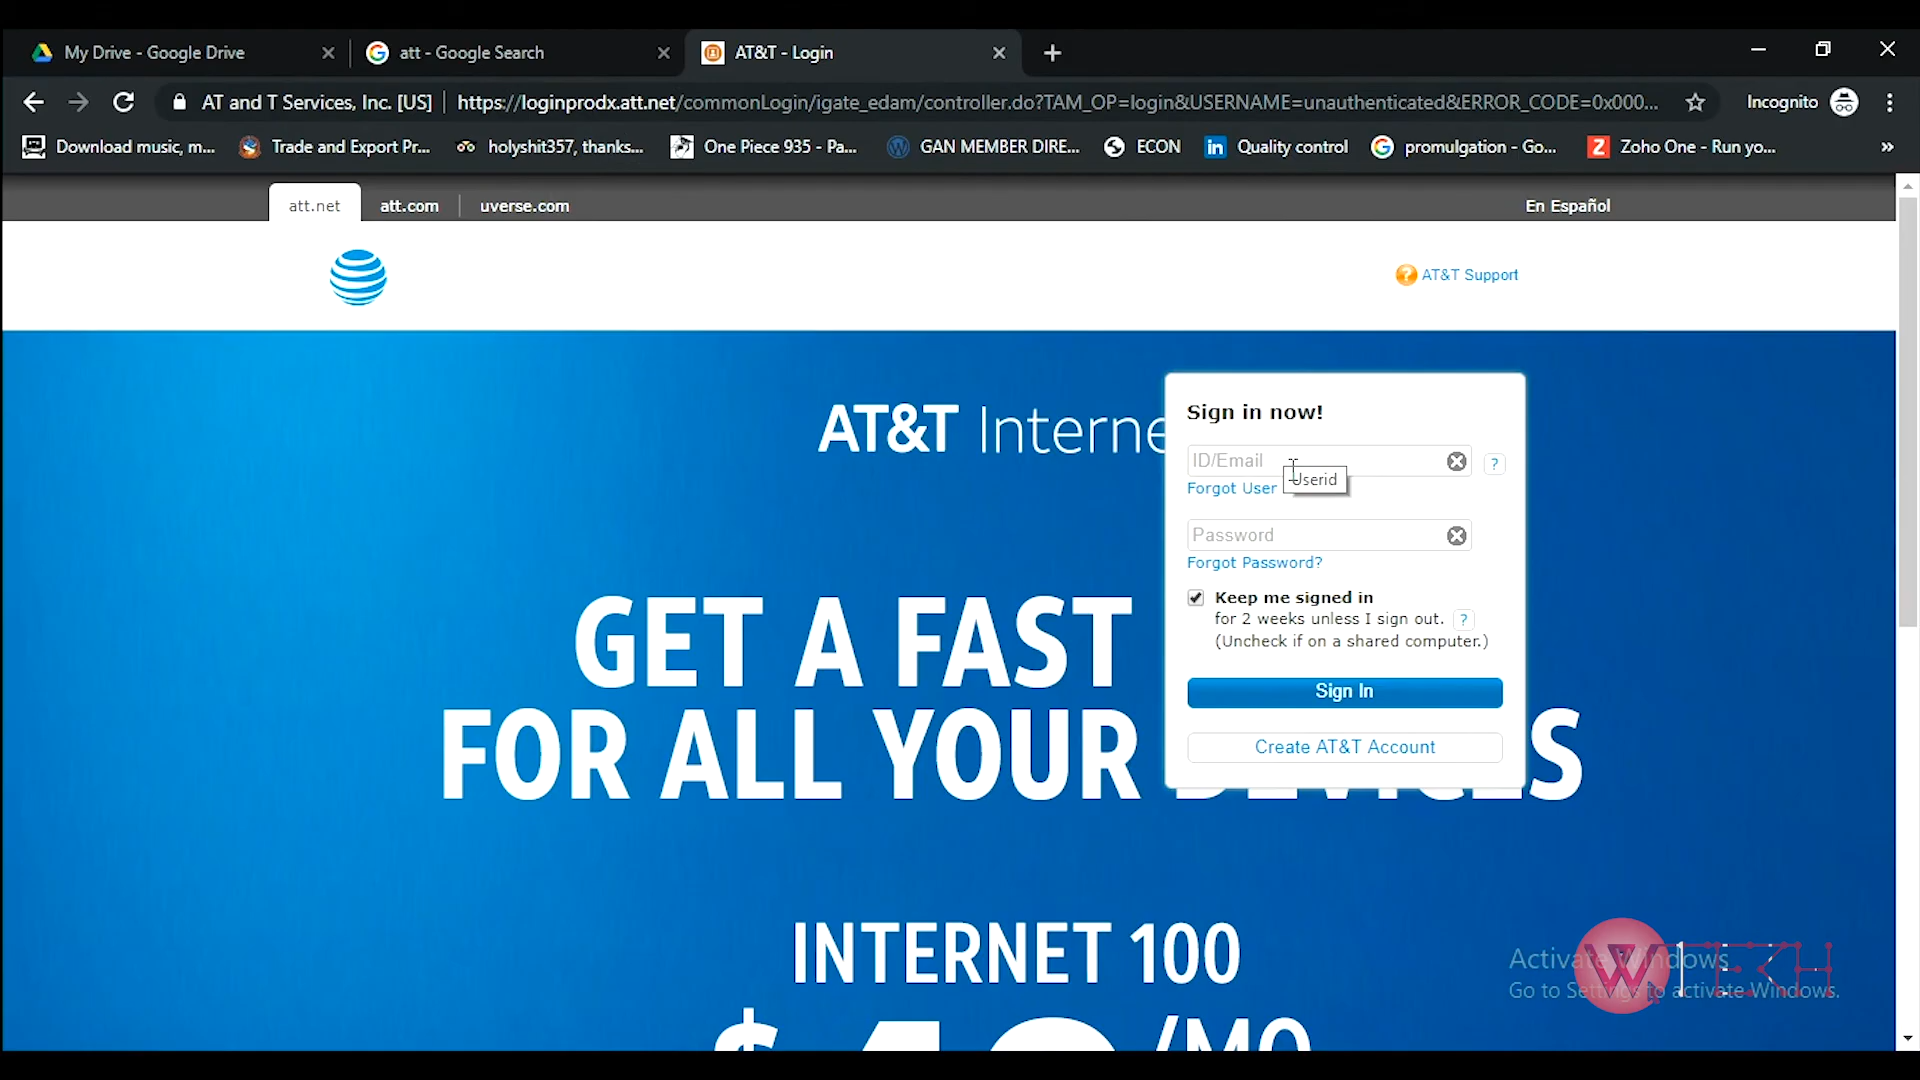 My Drive - Google Drive
att - Google Search
AT&T - Login
AT and T Services, Inc. [US]
https://loginprodx.att.net/commonLogin/igate_edam/controller.do?TAM_OP=login&USERNAME=unauthenticated&ERROR_CODE=0x000...
Incognito
Download music, m...
Trade and Export Pr...
holyshit357, thanks...
One Piece 935 - Pa...
GAN MEMBER DIRE...
ECON
in
Quality control
promulgation - Go...
Z
Zoho One - Run yo...
»
att.net
att.com
uverse.com
En Español
? AT&T Support
AT&T Interne
Sign in now!
ID/Email
?
Userid
Forgot User
Password
Forgot Password?
Keep me signed in
for 2 weeks unless I sign out. ?
(Uncheck if on a shared computer.)
Sign In
Create AT&T Account
GET A FAST
FOR ALL YOUR DEVICES
INTERNET 100
/MO
Activate Windows
Go to Settings to activate Windows.
W TECH